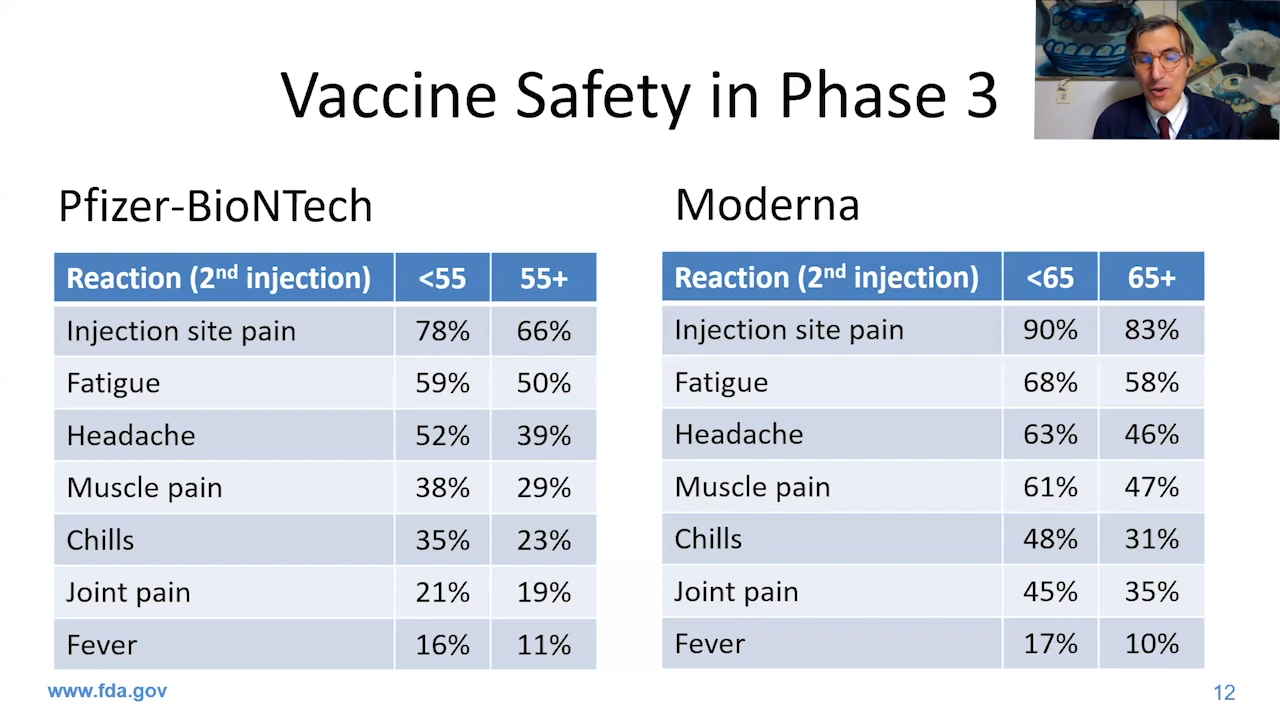 Vaccine Safety in Phase 3
Pfizer-BioNTech
Reaction (2nd injection) <55 55+
Injection site pain 78% 66%
Fatigue 59% 50%
Headache 52% 39%
Muscle pain 38% 29%
Chills 35% 23%
Joint pain 21% 19%
Fever 16% 11%
Moderna
Reaction (2nd injection) <65 65+
Injection site pain 90% 83%
Fatigue 68% 58%
Headache 63% 46%
Muscle pain 61% 47%
Chills 48% 31%
Joint pain 45% 35%
Fever 17% 10%
www.fda.gov
12